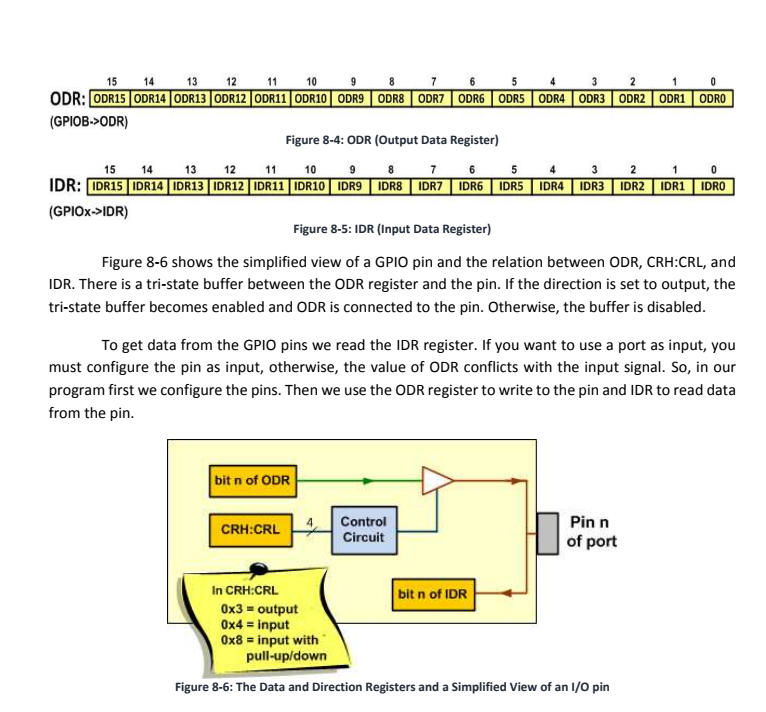 15 14 13 12 11 10 9 8 7 6 5 4 3 2 1 0
ODR: ODR15 ODR14 ODR13 ODR12 ODR11 ODR10 ODR9 ODR8 ODR7 ODR6 ODR5 ODR4 ODR3 ODR2 ODR1 ODR0
(GPIOB->ODR)
Figure 8-4: ODR (Output Data Register)
15 14 13 12 11 10 9 8 7 6 5 4 3 2 1 0
IDR: IDR15 IDR14 IDR13 IDR12 IDR11 IDR10 IDR9 IDR8 IDR7 IDR6 IDR5 IDR4 IDR3 IDR2 IDR1 IDR0
(GPIOx->IDR)
Figure 8-5: IDR (Input Data Register)
Figure 8-6 shows the simplified view of a GPIO pin and the relation between ODR, CRH:CRL, and
IDR. There is a tri-state buffer between the ODR register and the pin. If the direction is set to output, the
tri-state buffer becomes enabled and ODR is connected to the pin. Otherwise, the buffer is disabled.
To get data from the GPIO pins we read the IDR register. If you want to use a port as input, you
must configure the pin as input, otherwise, the value of ODR conflicts with the input signal. So, in our
program first we configure the pins. Then we use the ODR register to write to the pin and IDR to read data
from the pin.
bit n of ODR
CRH:CRL
4
Control
Circuit
Pin n
of port
bit n of IDR
In CRH:CRL
0x3 = output
0x4 = input
0x8 = input with
pull-up/down
Figure 8-6: The Data and Direction Registers and a Simplified View of an I/O pin